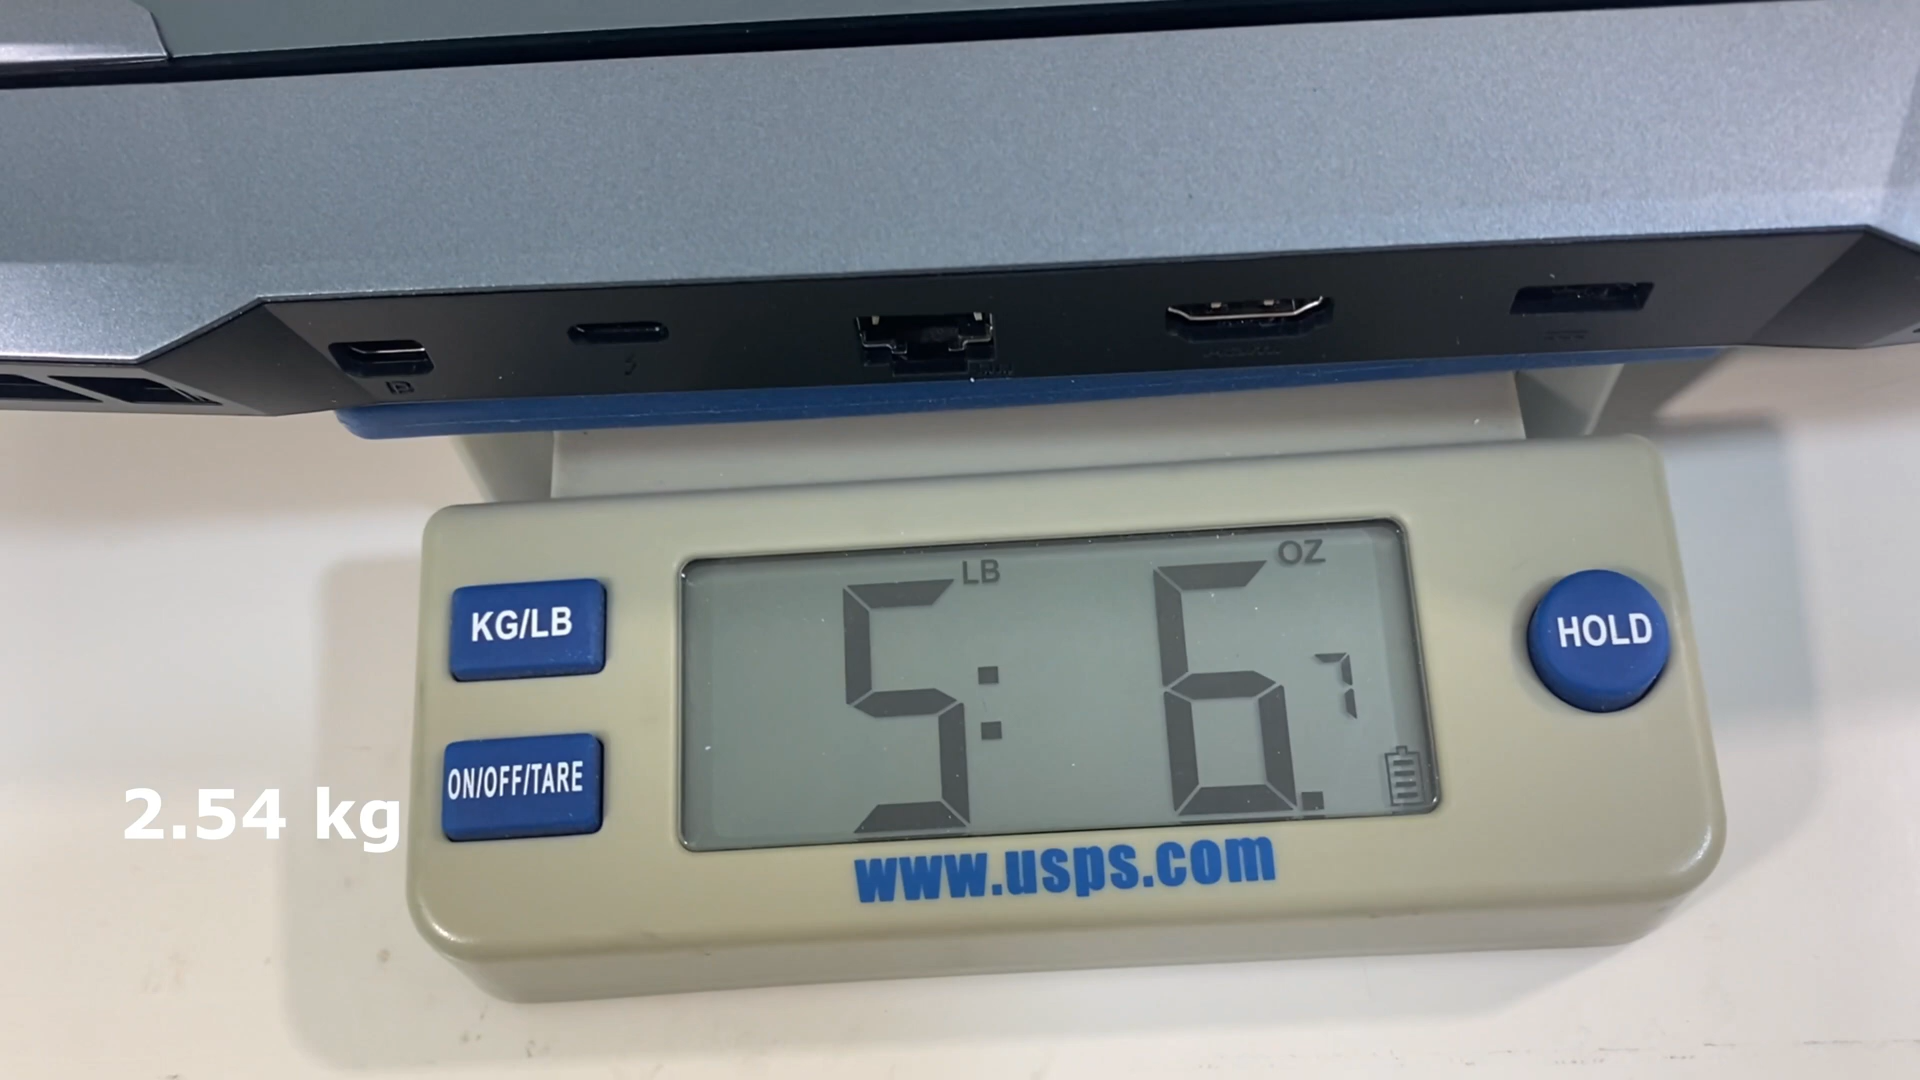 LB
OZ
5:6.7
KG/LB
HOLD
ON/OFF/TARE
2.54 kg
www.usps.com